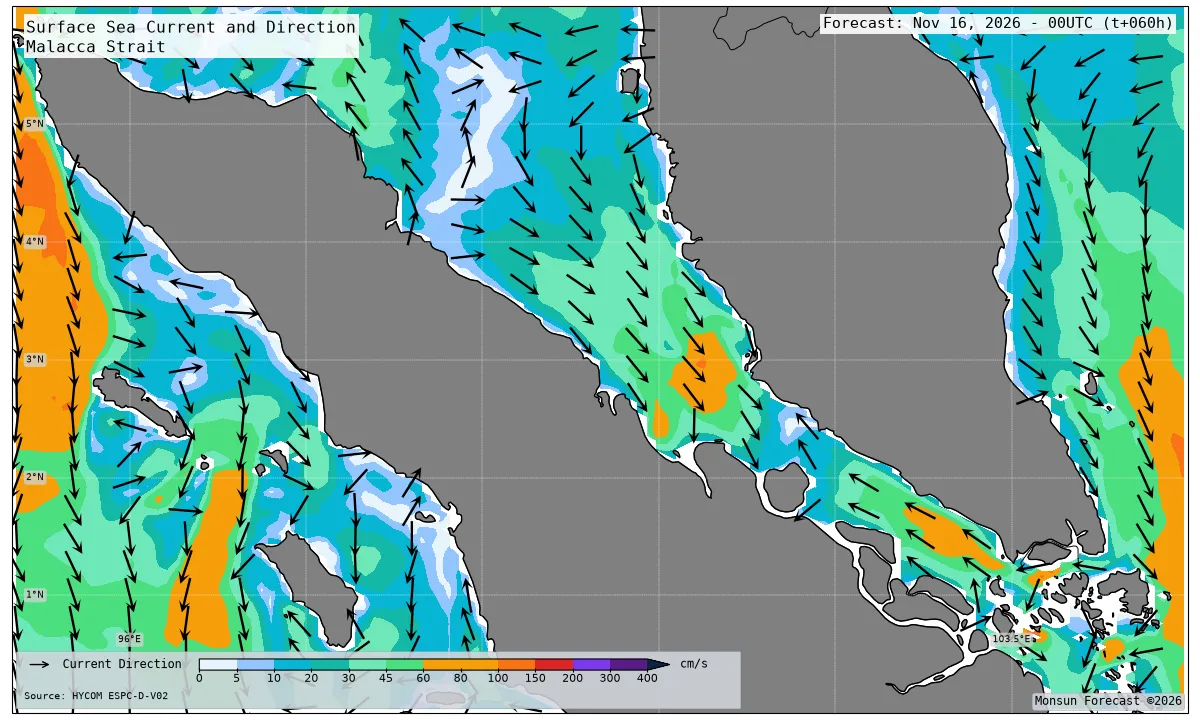 Surface Sea Current and Direction
Malacca Strait
Forecast: Nov 16, 2026 - 00UTC (t+060h)
5°N
4°N
3°N
2°N
1°N
96°E
103.5°E
Current Direction
0 5 10 20 30 45 60 80 100 150 200 300 400
cm/s
Source: HYCOM ESPC-D-V02
Monsun Forecast ©2026